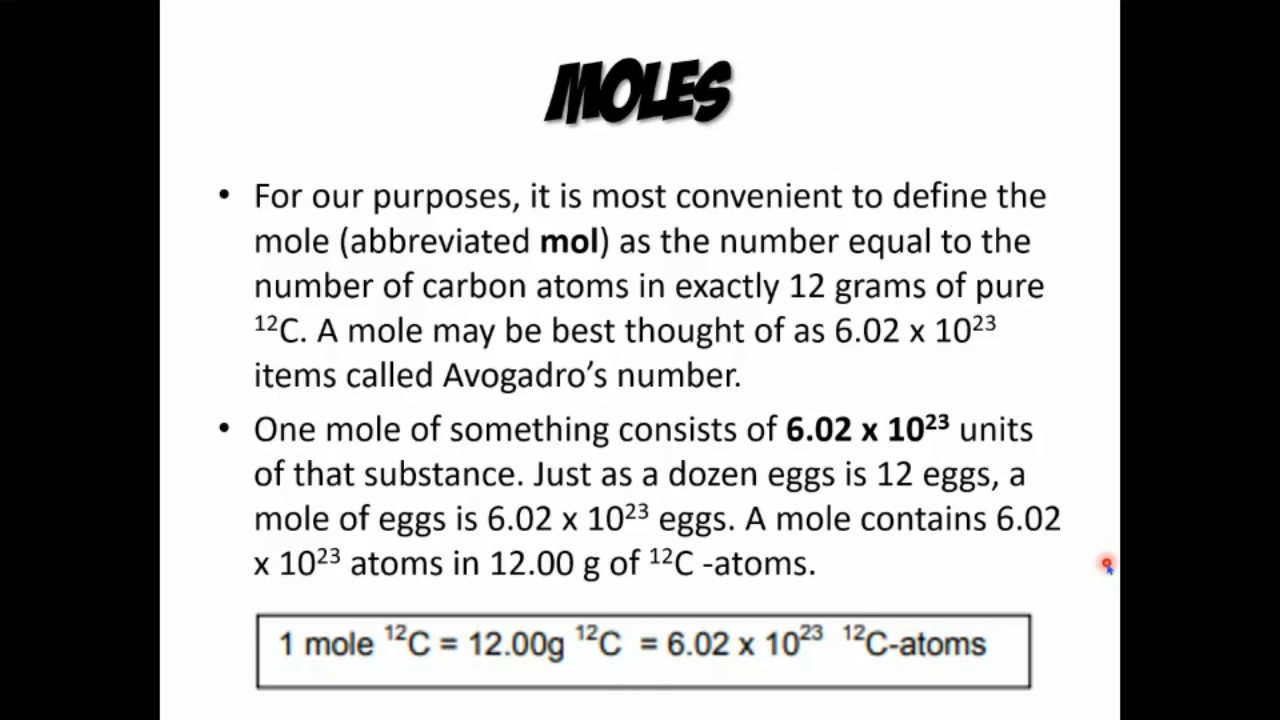 MOLES
• For our purposes, it is most convenient to define the
mole (abbreviated mol) as the number equal to the
number of carbon atoms in exactly 12 grams of pure
¹²C. A mole may be best thought of as 6.02 x 10²³
items called Avogadro’s number.
• One mole of something consists of 6.02 x 10²³ units
of that substance. Just as a dozen eggs is 12 eggs, a
mole of eggs is 6.02 x 10²³ eggs. A mole contains 6.02
x 10²³ atoms in 12.00 g of ¹²C -atoms.
1 mole ¹²C = 12.00g ¹²C = 6.02 x 10²³ ¹²C-atoms